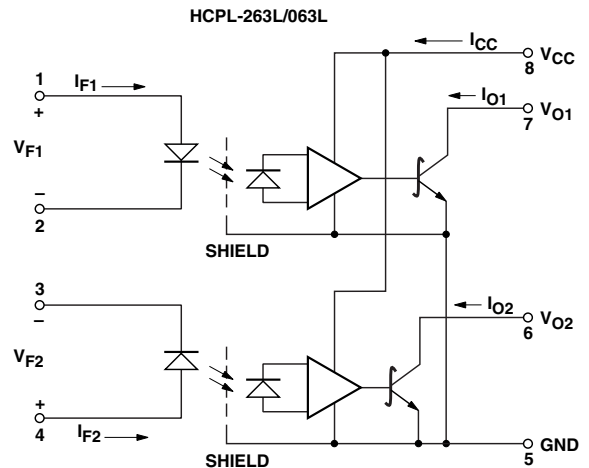 HCPL-263L/063L
I_CC
8
V_CC
1
I_F1
+
I_O1
7
V_O1
V_F1
–
2
SHIELD
3
–
I_O2
6
V_O2
V_F2
+
4
I_F2
SHIELD
5
GND